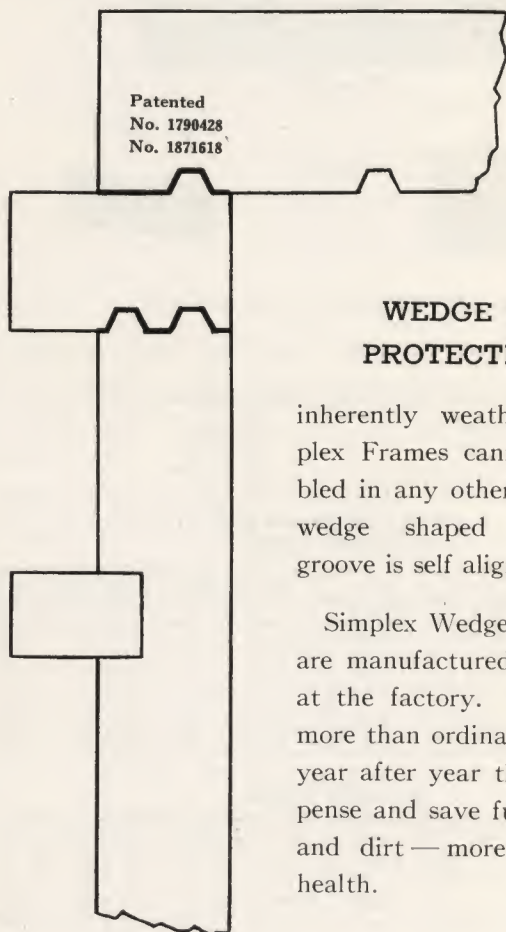 Patented
No. 1790428
No. 1871618
WEDGE
PROTECT
inherently weath
plex Frames can
bled in any other
wedge shaped
groove is self alig
Simplex Wedge
are manufactured
at the factory.
more than ordina
year after year t
pense and save fu
and dirt — more
health.